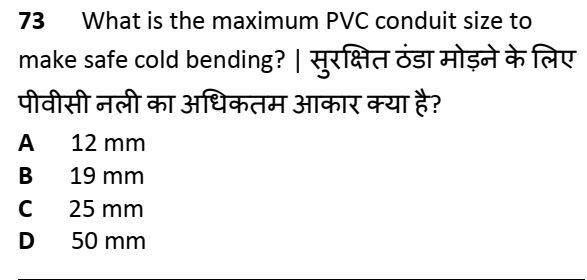 73 What is the maximum PVC conduit size to
make safe cold bending? | सुरक्षित ठंडा मोड़ने के लिए
पीवीसी नली का अधिकतम आकार क्या है?
A 12 mm
B 19 mm
C 25 mm
D 50 mm